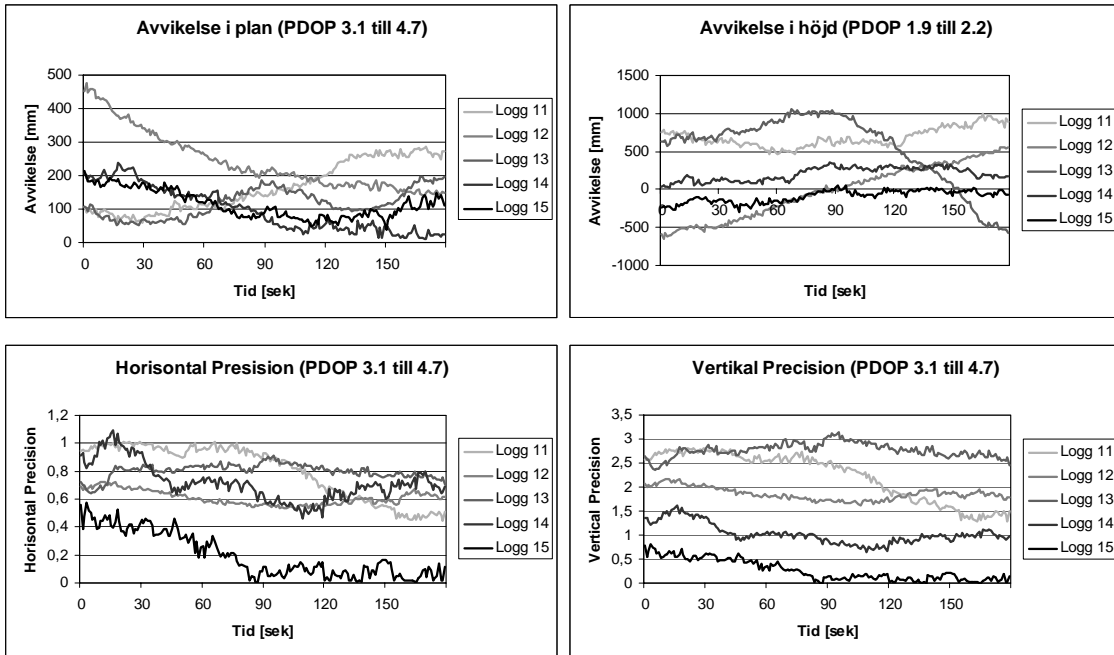 Avvikelse i plan (PDOP 3.1 till 4.7)
500
400
300
200
100
0
Avvikelse [mm]
0 30 60 90 120 150
Tid [sek]
Logg 11
Logg 12
Logg 13
Logg 14
Logg 15
Avvikelse i höjd (PDOP 1.9 till 2.2)
1500
1000
500
0
-500
-1000
Avvikelse [mm]
0 30 60 90 120 150
Tid [sek]
Logg 11
Logg 12
Logg 13
Logg 14
Logg 15
Horisontal Presision (PDOP 3.1 till 4.7)
1,2
1
0,8
0,6
0,4
0,2
0
Horisontal Precision
0 30 60 90 120 150
Tid [sek]
Logg 11
Logg 12
Logg 13
Logg 14
Logg 15
Vertikal Precision (PDOP 3.1 till 4.7)
3,5
3
2,5
2
1,5
1
0,5
0
Vertical Precision
0 30 60 90 120 150
Tid [sek]
Logg 11
Logg 12
Logg 13
Logg 14
Logg 15